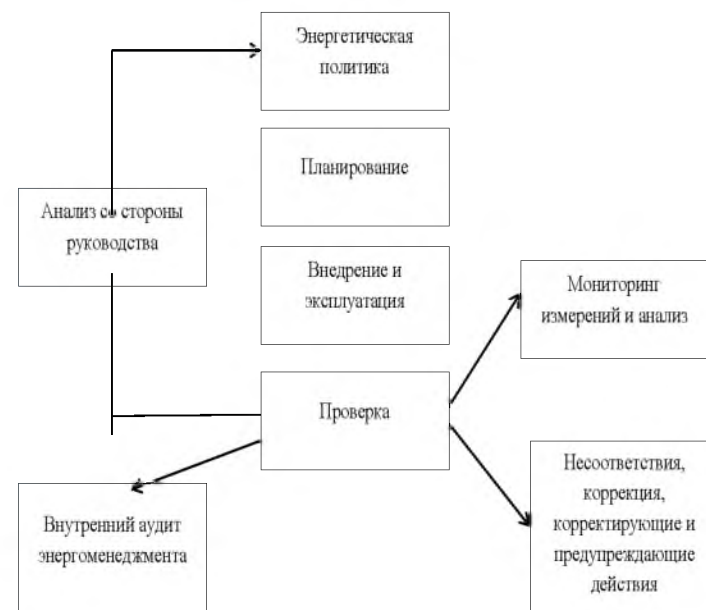 Энергетическая
политика
Планирование
Анализ со стороны
руководства
Внедрение и
эксплуатация
Мониторинг
измерений и анализ
Проверка
Несоответствия,
коррекция,
корректирующие и
предупреждающие
действия
Внутренний аудит
энергоменеджмента